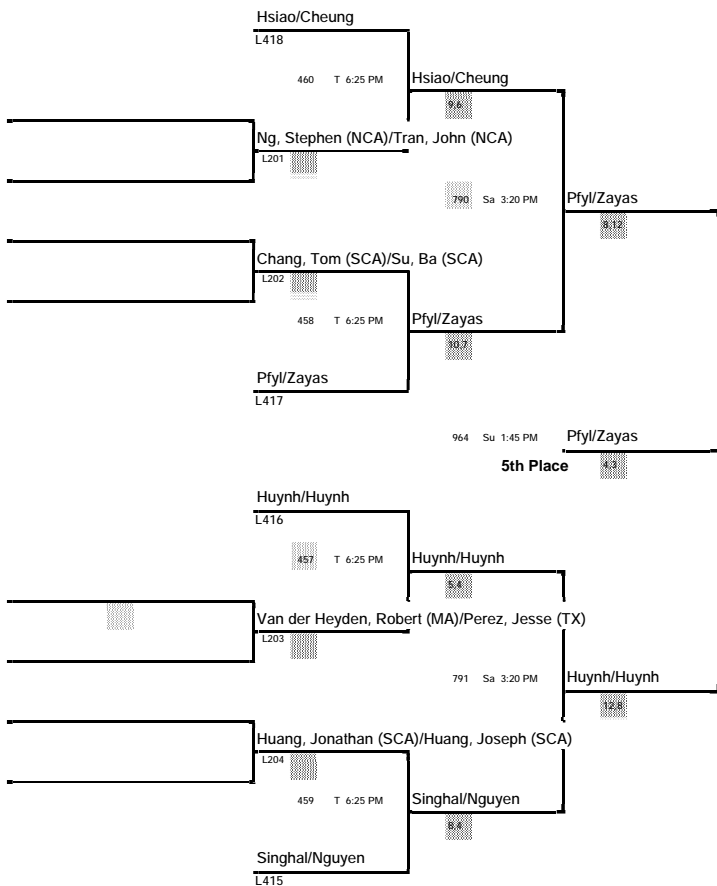 Hsiao/Cheung
L418
460 T 6:25 PM Hsiao/Cheung
9,6
Ng, Stephen (NCA)/Tran, John (NCA)
L201
790 Sa 3:20 PM Pfyl/Zayas
8,12
Chang, Tom (SCA)/Su, Ba (SCA)
L202
458 T 6:25 PM Pfyl/Zayas
10,7
Pfyl/Zayas
L417
964 Su 1:45 PM Pfyl/Zayas
5th Place 4,3
Huynh/Huynh
L416
457 T 6:25 PM Huynh/Huynh
5,4
Van der Heyden, Robert (MA)/Perez, Jesse (TX)
L203
791 Sa 3:20 PM Huynh/Huynh
12,8
Huang, Jonathan (SCA)/Huang, Joseph (SCA)
L204
459 T 6:25 PM Singhal/Nguyen
8,4
Singhal/Nguyen
L415